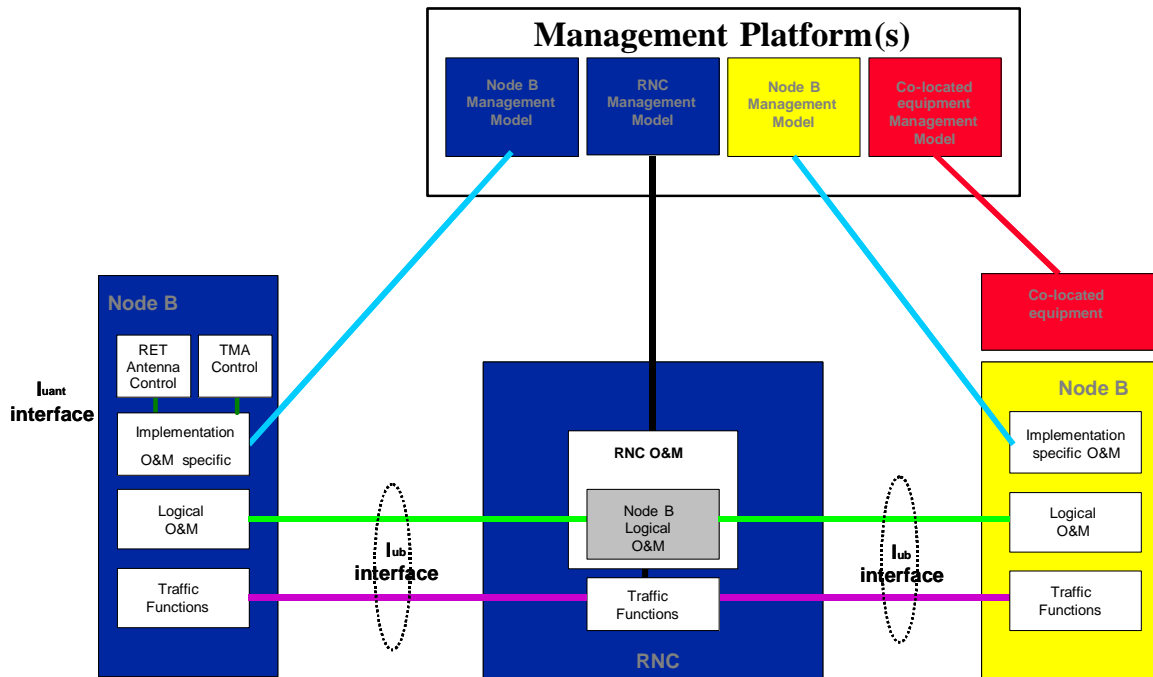 Management Platform(s)
Node B
Management
Model
RNC
Management
Model
Node B
Management
Model
Co-located
equipment
Management
Model
Node B
RET
Antenna
Control
TMA
Control
Iuant
interface
Implementation
O&M specific
Logical
O&M
Traffic
Functions
Iub
interface
RNC O&M
Node B
Logical
O&M
Traffic
Functions
RNC
Iub
interface
Co-located
equipment
Node B
Implementation
specific O&M
Logical
O&M
Traffic
Functions